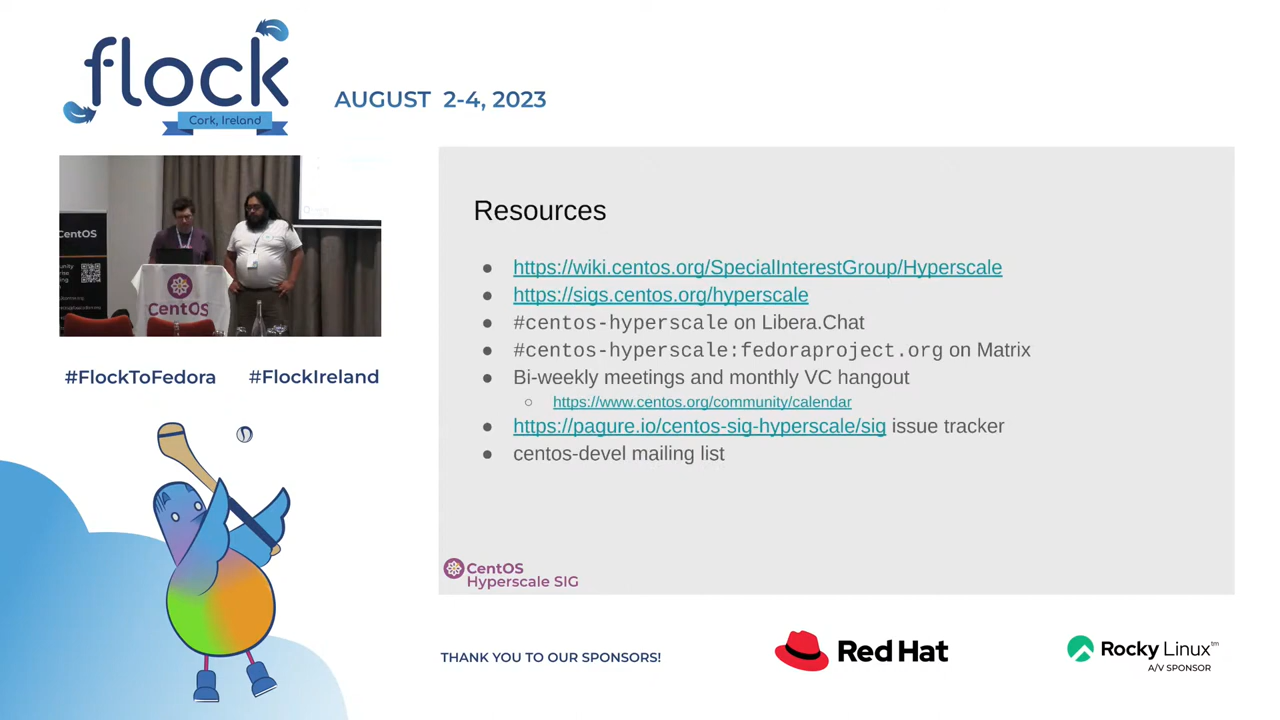 flock
Cork, Ireland
AUGUST 2-4, 2023
CentOS
CentOS
#FlockToFedora
#FlockIreland
Resources
https://wiki.centos.org/SpecialInterestGroup/Hyperscale
https://sigs.centos.org/hyperscale
#centos-hyperscale on Libera.Chat
#centos-hyperscale:fedoraproject.org on Matrix
Bi-weekly meetings and monthly VC hangout
https://www.centos.org/community/calendar
https://pagure.io/centos-sig-hyperscale/sig issue tracker
centos-devel mailing list
CentOS
Hyperscale SIG
THANK YOU TO OUR SPONSORS!
Red Hat
Rocky Linux™
A/V SPONSOR